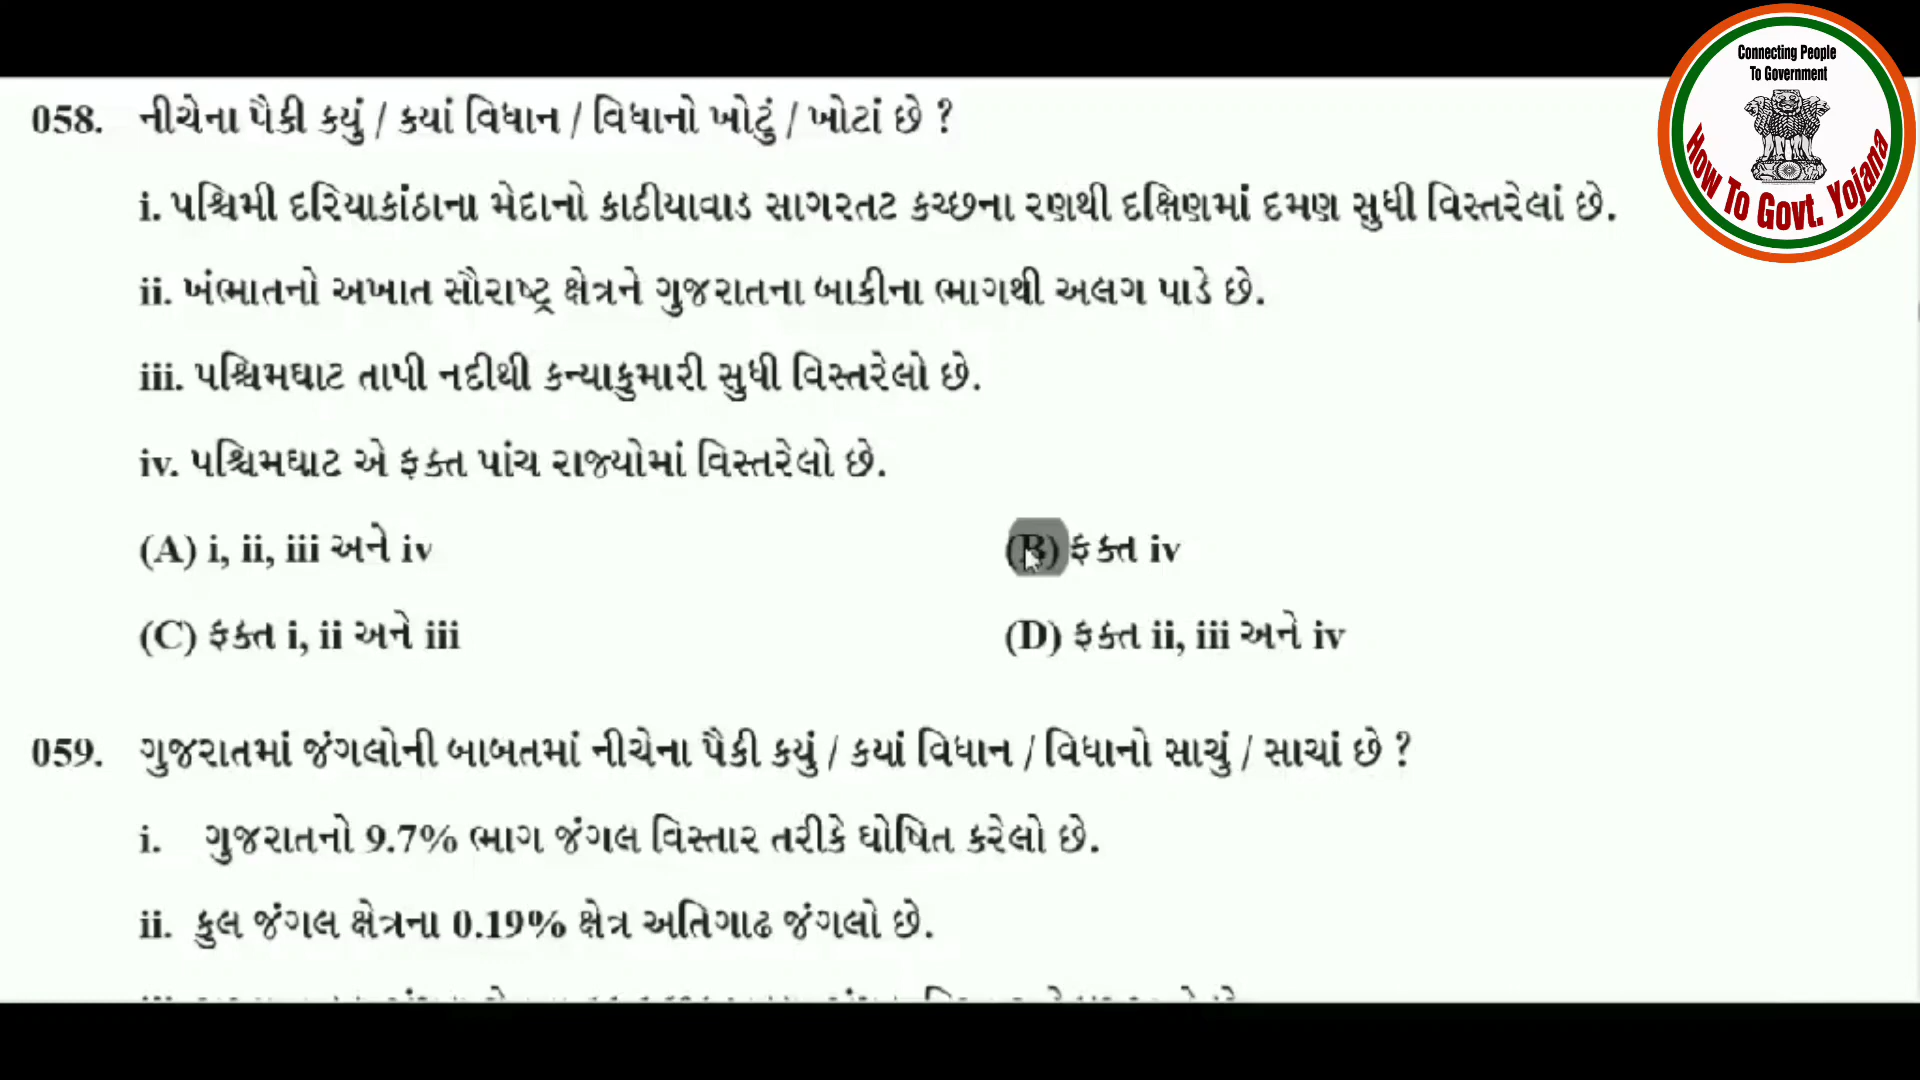 Connecting People
To Government
How To Govt. Yojana
058. નીચેના પૈકી કયું / કયાં વિધાન / વિધાનો ખોટું / ખોટાં છે ?
i. પશ્ચિમી દરિયાકાંઠાના મેદાનો કાઠીયાવાડ સાગરતટ કચ્છના રણથી દક્ષિણમાં દમણ સુધી વિસ્તરેલાં છે.
ii. ખંભાતનો અખાત સૌરાષ્ટ્ર ક્ષેત્રને ગુજરાતના બાકીના ભાગથી અલગ પાડે છે.
iii. પશ્ચિમઘાટ તાપી નદીથી કન્યાકુમારી સુધી વિસ્તરેલો છે.
iv. પશ્ચિમઘાટ એ ફક્ત પાંચ રાજ્યોમાં વિસ્તરેલો છે.
(A) i, ii, iii અને iv (B) ફક્ત iv
(C) ફક્ત i, ii અને iii (D) ફક્ત ii, iii અને iv
059. ગુજરાતમાં જંગલોની બાબતમાં નીચેના પૈકી કયું / કયાં વિધાન / વિધાનો સાચું / સાચાં છે ?
i. ગુજરાતનો 9.7% ભાગ જંગલ વિસ્તાર તરીકે ઘોષિત કરેલો છે.
ii. કુલ જંગલ ક્ષેત્રના 0.19% ક્ષેત્ર અતિગાઢ જંગલો છે.